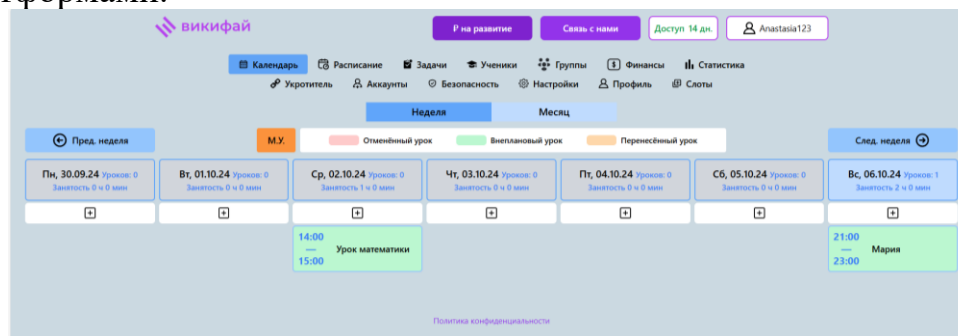 тформами.
викифай
₽ на развитие
Связь с нами
Доступ 14 дн.
Anastasia123
Календарь Расписание Задачи Ученики Группы Финансы Статистика
Укротитель Аккаунты Безопасность Настройки Профиль Слоты
Неделя Месяц
Пред. неделя
М.У.
Отменённый урок Внеплановый урок Перенесённый урок
След. неделя
Пн, 30.09.24 Уроков: 0
Занятость 0 ч 0 мин
Вт, 01.10.24 Уроков: 0
Занятость 0 ч 0 мин
Ср, 02.10.24 Уроков: 0
Занятость 1 ч 0 мин
Чт, 03.10.24 Уроков: 0
Занятость 0 ч 0 мин
Пт, 04.10.24 Уроков: 0
Занятость 0 ч 0 мин
Сб, 05.10.24 Уроков: 0
Занятость 0 ч 0 мин
Вс, 06.10.24 Уроков: 1
Занятость 2 ч 0 мин
14:00
—
15:00
Урок математики
21:00
—
23:00
Мария
Политика конфиденциальности